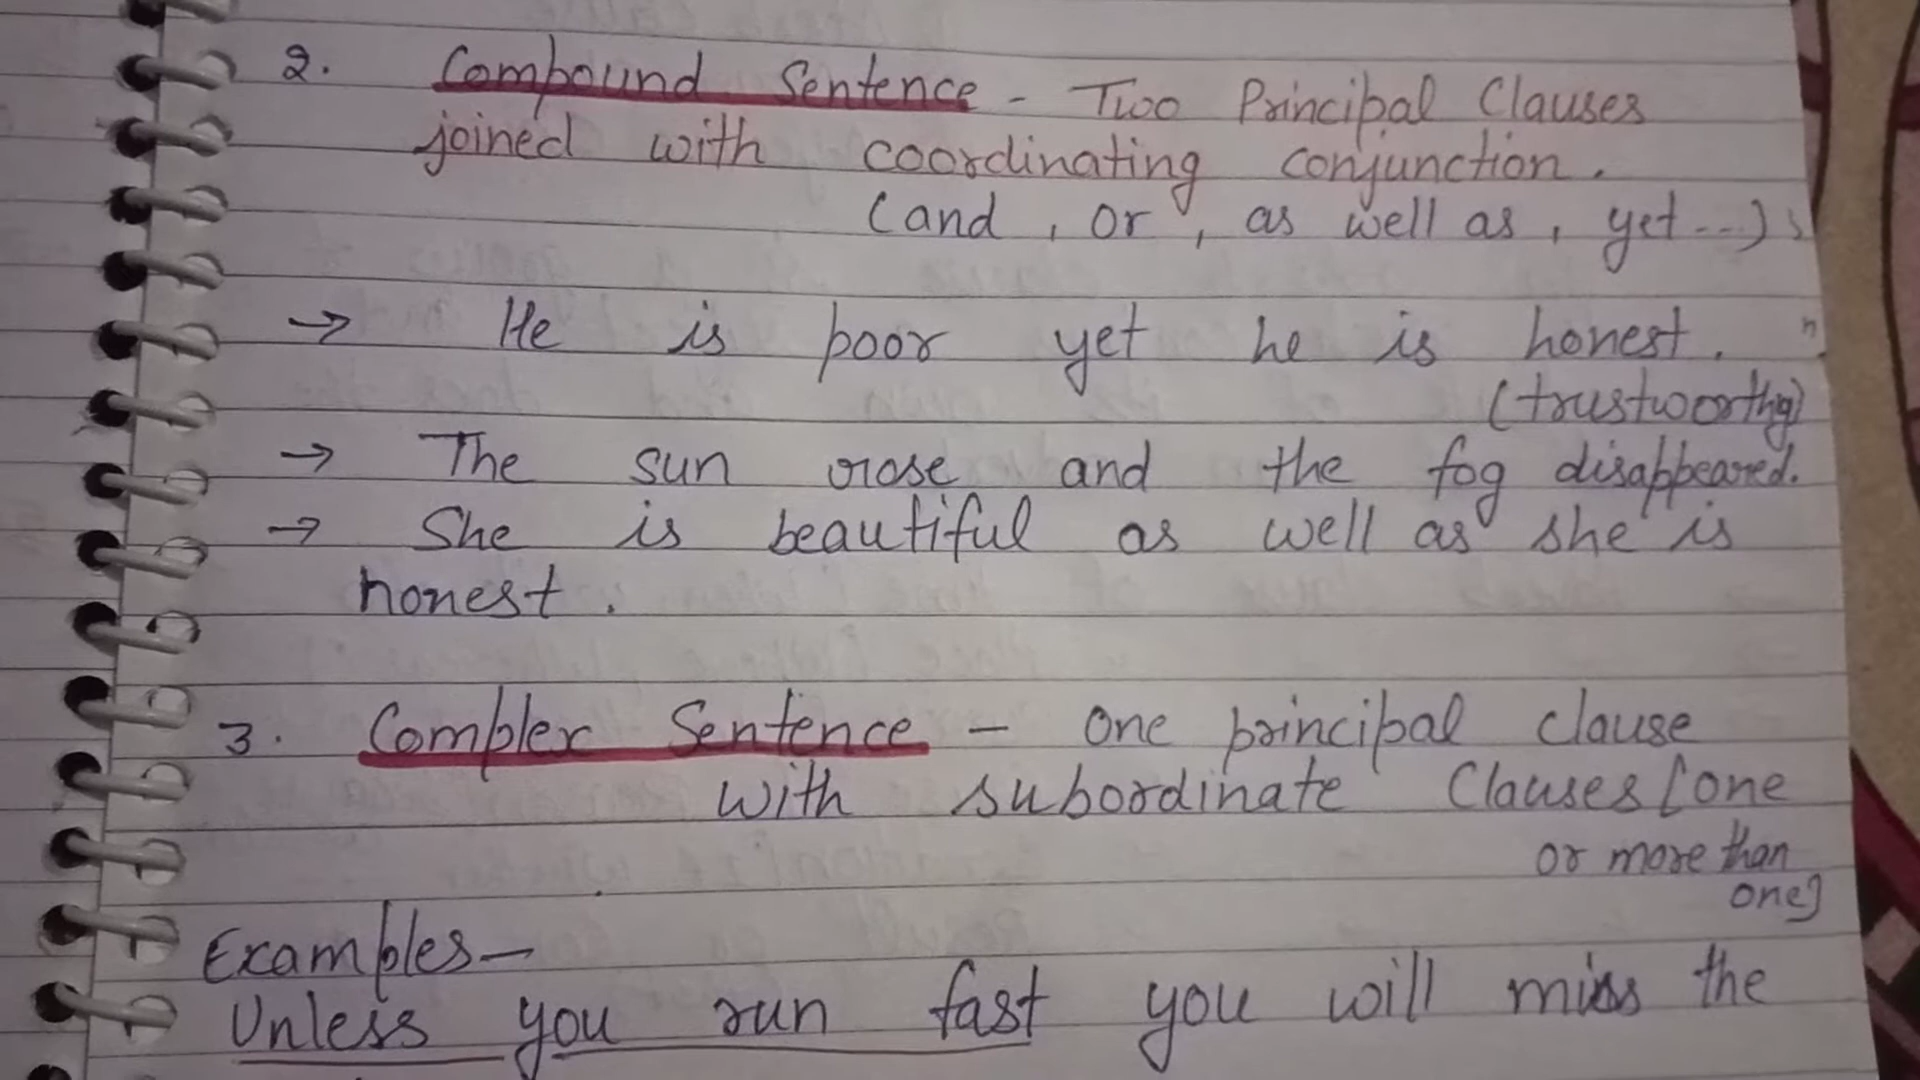 2. Compound Sentence - Two Principal Clauses
joined with coordinating conjunction.
(and, or, as well as, yet--)
→ He is poor yet he is honest.
(trustworthy)
→ The sun rose and the fog disappeared.
→ She is beautiful as well as she is
honest.
3. Complex Sentence - One principal clause
with subordinate Clauses [one
or more than
one]
Examples-
Unless you run fast you will miss the